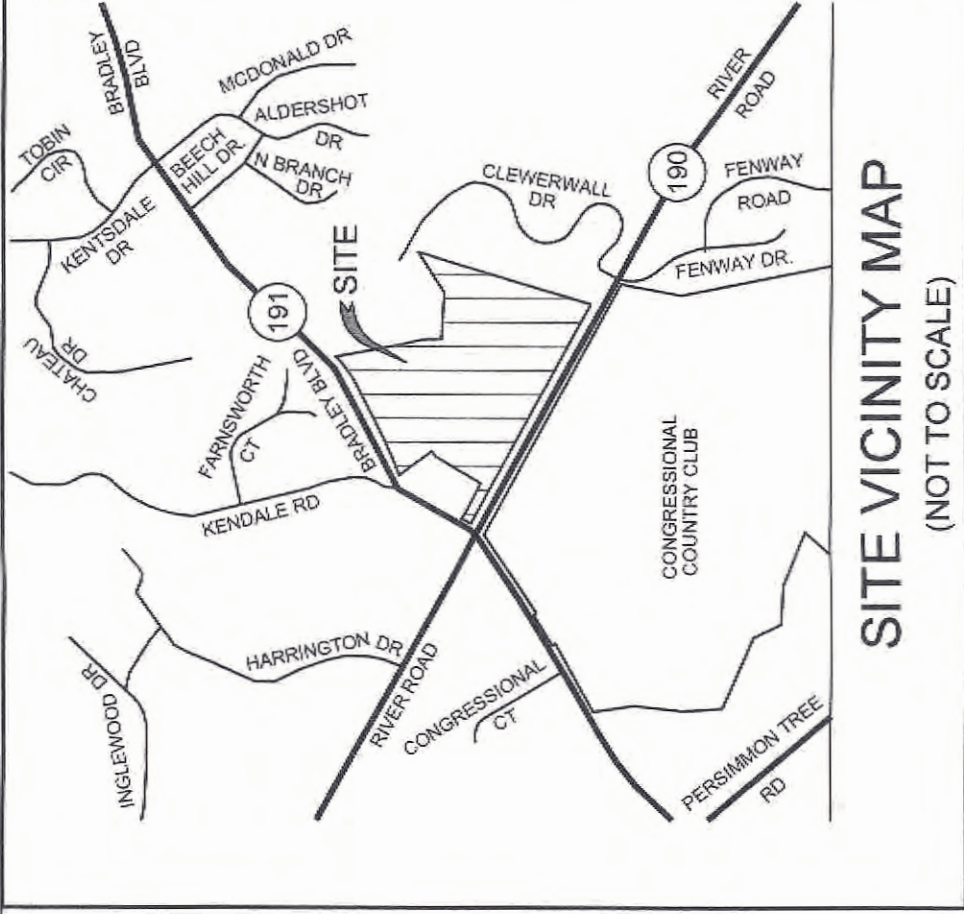 BRADLEY
BLVD
MCDONALD DR
TOBIN
CIR
BEECH
HILL DR.
ALDERSHOT
DR
N BRANCH
DR
KENTSDALE
DR
CHATEAU
DR
191
SITE
CLEWERWALL
DR
RIVER
ROAD
190
FENWAY
ROAD
FENWAY DR.
FARNSWORTH
CT
BRADLEY BLVD
KENDALE RD
CONGRESSIONAL
COUNTRY CLUB
HARRINGTON DR
INGLEWOOD DR
RIVER ROAD
CONGRESSIONAL
CT
PERSIMMON TREE
RD
SITE VICINITY MAP
(NOT TO SCALE)